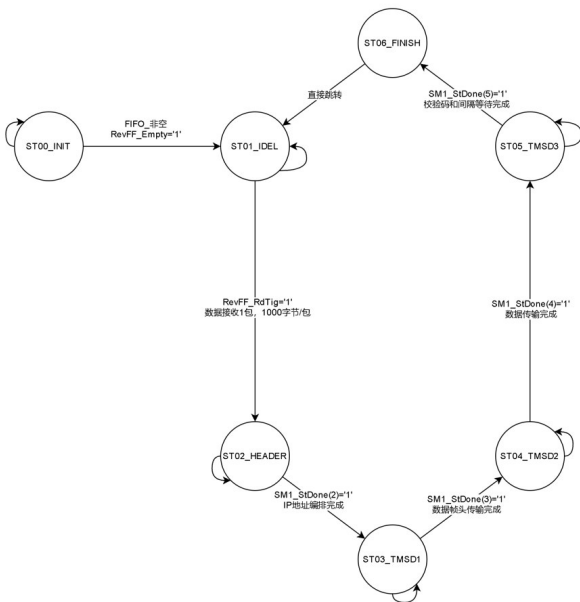 ST06_FINISH
SM1_StDone(5)='1'
校验码和间隔等待完成
直接跳转
FIFO_非空
RevFF_Empty='1'
ST00_INIT
ST01_IDEL
ST05_TMSD3
RevFF_RdTig='1'
数据接收1包，1000字节/包
SM1_StDone(4)='1'
数据传输完成
ST02_HEADER
ST04_TMSD2
SM1_StDone(2)='1'
IP地址编排完成
SM1_StDone(3)='1'
数据帧头传输完成
ST03_TMSD1